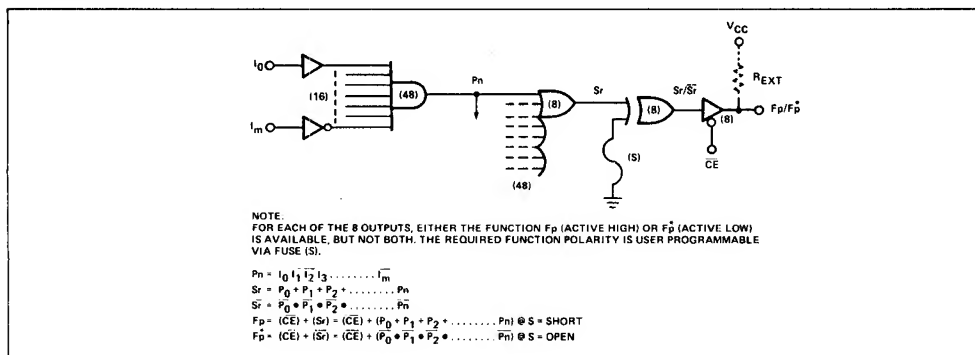 VCC
REXT
I0
Im
(16)
(48)
Pn
(48)
(8)
Sr
(S)
(8)
Sr/S̅r̅
(8)
C̅E̅
Fp/Fp*
NOTE:
FOR EACH OF THE 8 OUTPUTS, EITHER THE FUNCTION Fp (ACTIVE HIGH) OR Fp* (ACTIVE LOW)
IS AVAILABLE, BUT NOT BOTH. THE REQUIRED FUNCTION POLARITY IS USER PROGRAMMABLE
VIA FUSE (S).
Pn = I0 I1 I̅2̅ I3 ........ I̅m̅
Sr = P0 + P1 + P2 + ........ Pn
S̅r̅ = P̅0̅ • P̅1̅ • P̅2̅ • ........ P̅n̅
Fp = (C̅E̅) + (Sr) = (C̅E̅) + (P0 + P1 + P2 + ........ Pn) @ S = SHORT
Fp* = (C̅E̅) + (S̅r̅) = (C̅E̅) + (P̅0̅ • P̅1̅ • P̅2̅ • ........ P̅n̅) @ S = OPEN